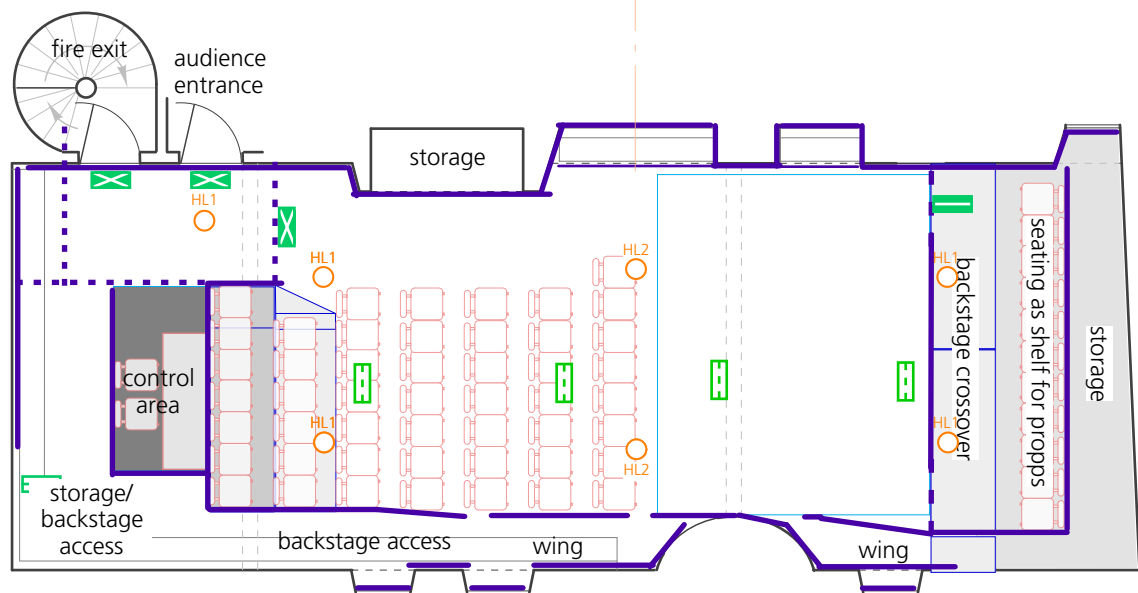 fire exit
audience
entrance
storage
HL1
HL1
HL2
HL1
control
area
backstage crossover
seating as shelf for propps
storage
HL1
HL2
HL1
storage/
backstage
access
backstage access
wing
wing